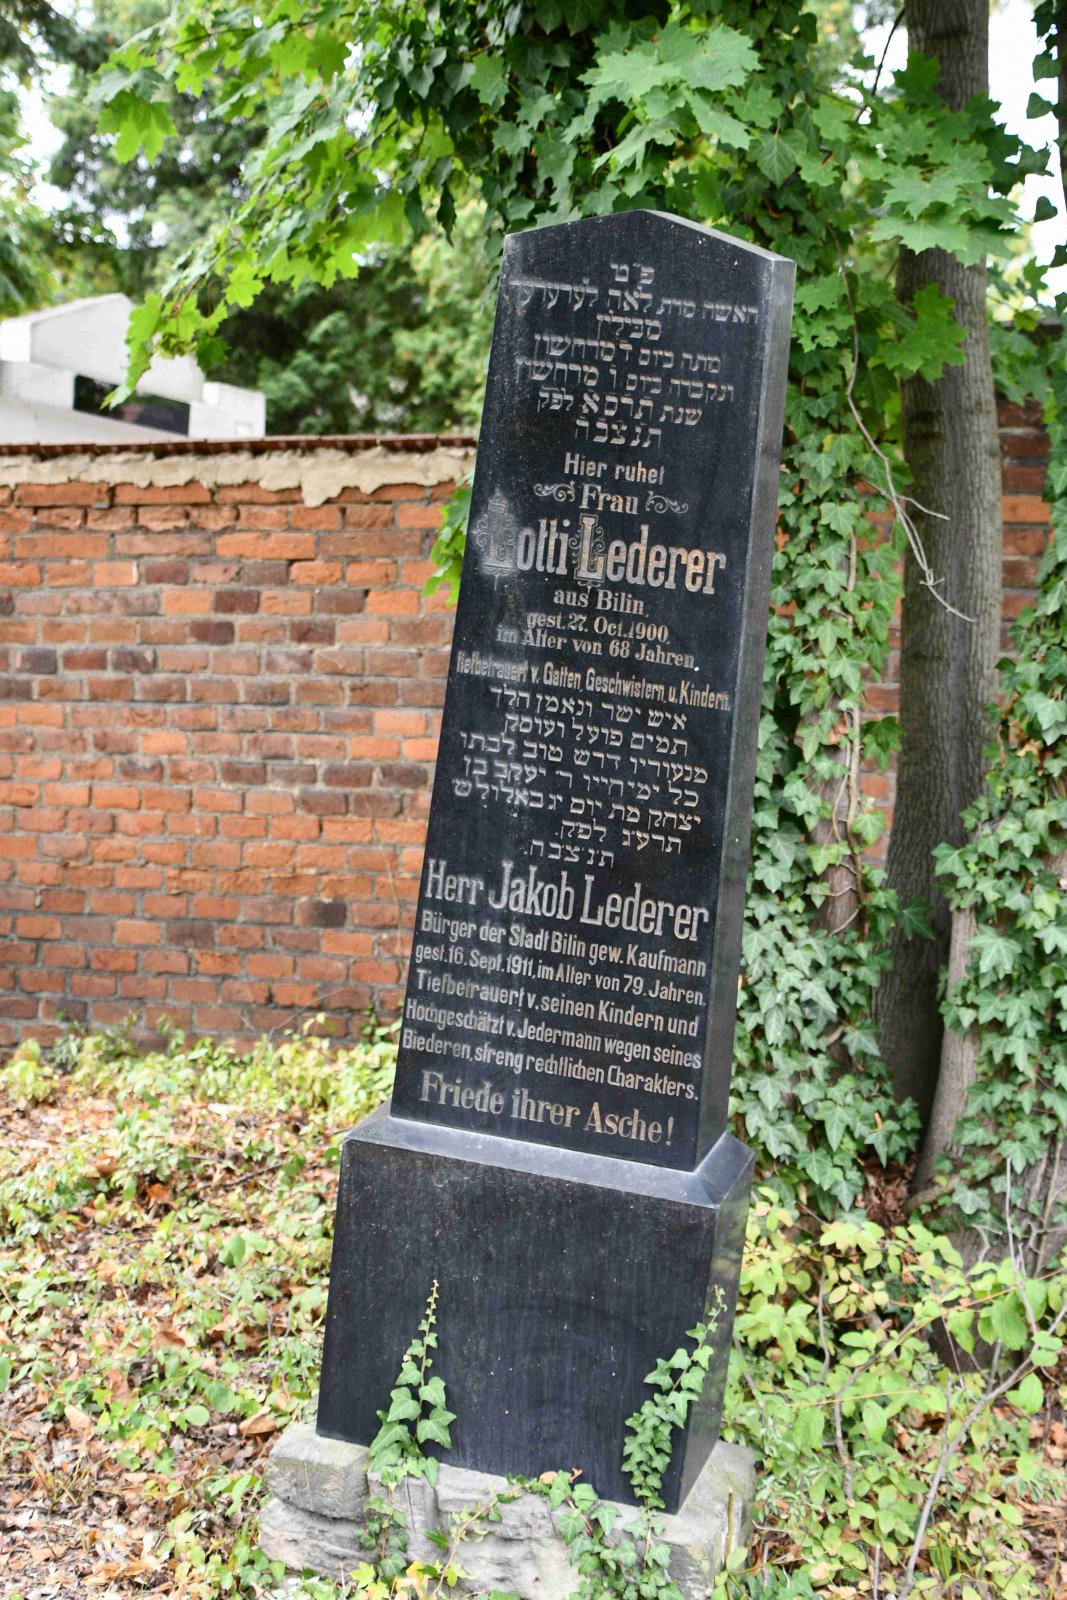 פ״ט
האשה מרת לאה לעדערער
מבילין
מתה ביום ד מרחשון
ונקברה ביום ו מרחשון
שנת תרסא לפק
תנצבה
Hier ruhet
Frau
Lotti Lederer
aus Bilin.
gest. 27. Oct. 1900.
im Alter von 68 Jahren.
Tiefbetrauert v. Gatten, Geschwistern, u. Kindern
איש ישר ונאמן הלך
תמים פועל ועוסק
מנעוריו דרש טוב לבתו
כל ימי חייו ר׳ יעקב בן
יצחק מת יום
תרע״ג לפק.
ת׳נ׳צ׳ב׳ה.
Herr Jakob Lederer
Bürger der Stadt Bilin gew. Kaufmann
gest. 16. Sept. 1911, im Alter von 79. Jahren.
Tiefbetrauert v. seinen Kindern und
Hochgeschätzt v. Jedermann wegen seines
Biederen, streng rechtlichen Charakters.
Friede ihrer Asche!